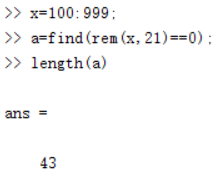 >> x=100:999;
>> a=find(rem(x,21)==0);
>> length(a)
ans =
43